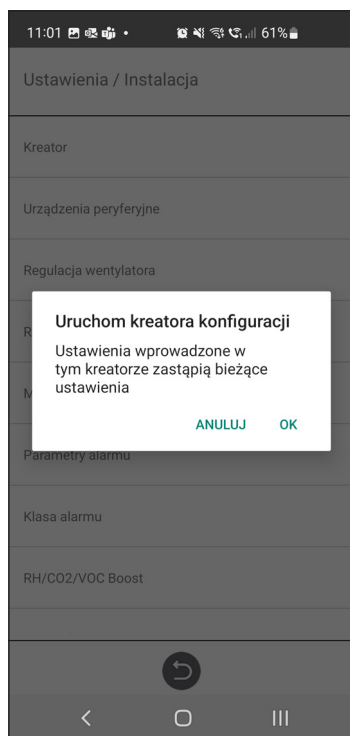 11:01 61%
Ustawienia / Instalacja
Kreator
Urządzenia peryferyjne
Regulacja wentylatora
R
Uruchom kreatora konfiguracji
Ustawienia wprowadzone w
tym kreatorze zastąpią bieżące
ustawienia
M
ANULUJ OK
Parametry alarmu
Klasa alarmu
RH/CO2/VOC Boost